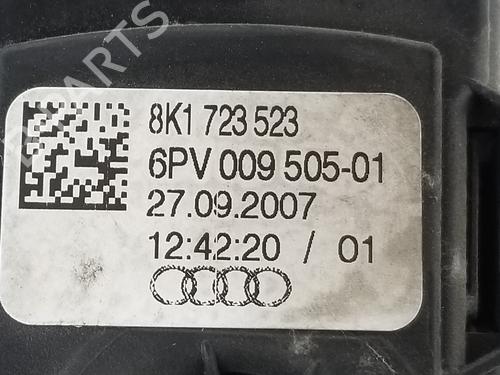 8K1 723 523
6PV 009 505-01
27.09.2007
12:42:20 / 01